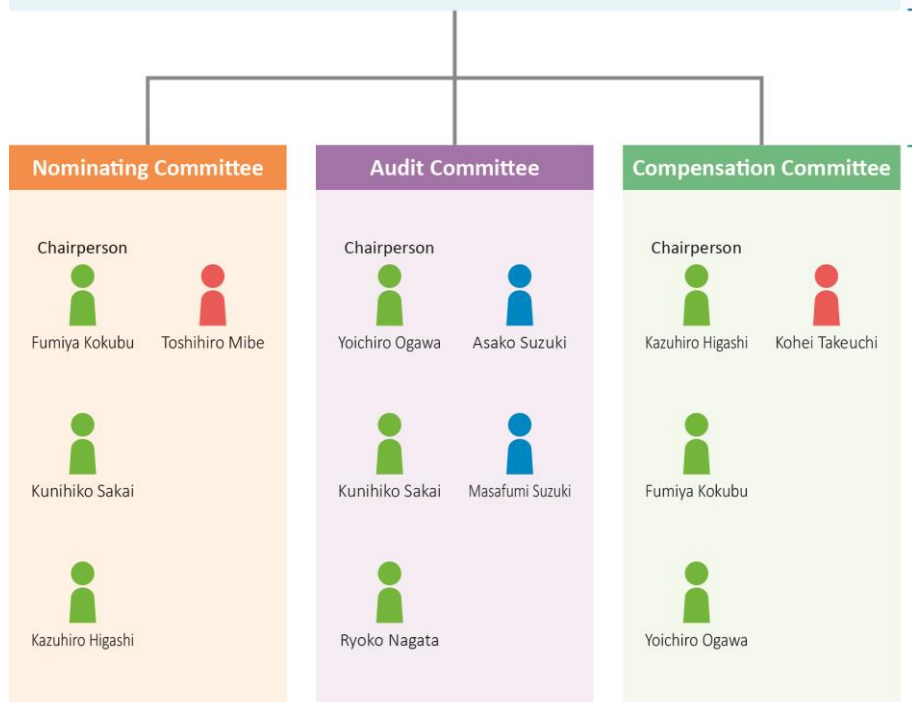 Nominating Committee
Chairperson
Fumiya Kokubu
Toshihiro Mibe
Kunihiko Sakai
Kazuhiro Higashi
Audit Committee
Chairperson
Yoichiro Ogawa
Asako Suzuki
Kunihiko Sakai
Masafumi Suzuki
Ryoko Nagata
Compensation Committee
Chairperson
Kazuhiro Higashi
Kohei Takeuchi
Fumiya Kokubu
Yoichiro Ogawa